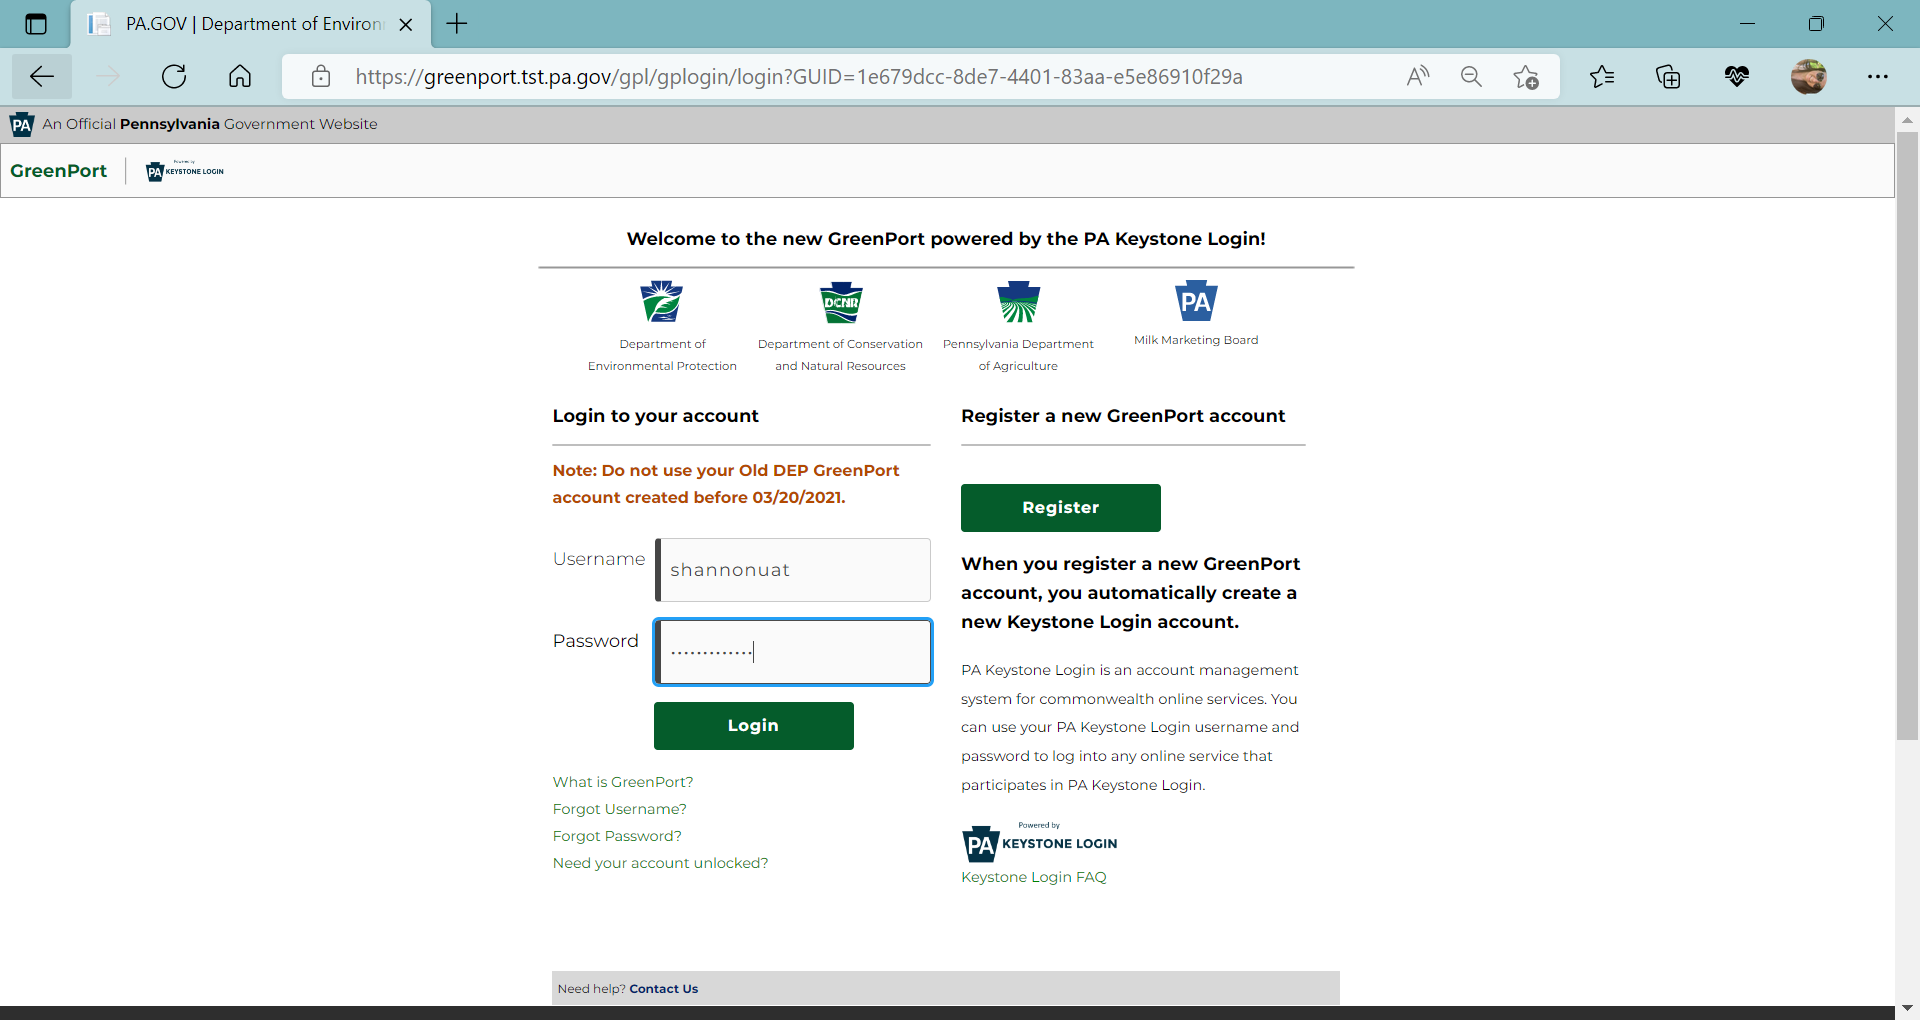 PA.GOV | Department of Environ
https://greenport.tst.pa.gov/gpl/gplogin/login?GUID=1e679dcc-8de7-4401-83aa-e5e86910f29a
PA An Official Pennsylvania Government Website
GreenPort
Powered by
PA KEYSTONE LOGIN
Welcome to the new GreenPort powered by the PA Keystone Login!
DCNR
PA
Department of
Environmental Protection
Department of Conservation
and Natural Resources
Pennsylvania Department
of Agriculture
Milk Marketing Board
Login to your account
Note: Do not use your Old DEP GreenPort
account created before 03/20/2021.
Username
shannonuat
Password
.............
Login
What is GreenPort?
Forgot Username?
Forgot Password?
Need your account unlocked?
Register a new GreenPort account
Register
When you register a new GreenPort
account, you automatically create a
new Keystone Login account.
PA Keystone Login is an account management
system for commonwealth online services. You
can use your PA Keystone Login username and
password to log into any online service that
participates in PA Keystone Login.
Powered by
PA KEYSTONE LOGIN
Keystone Login FAQ
Need help? Contact Us